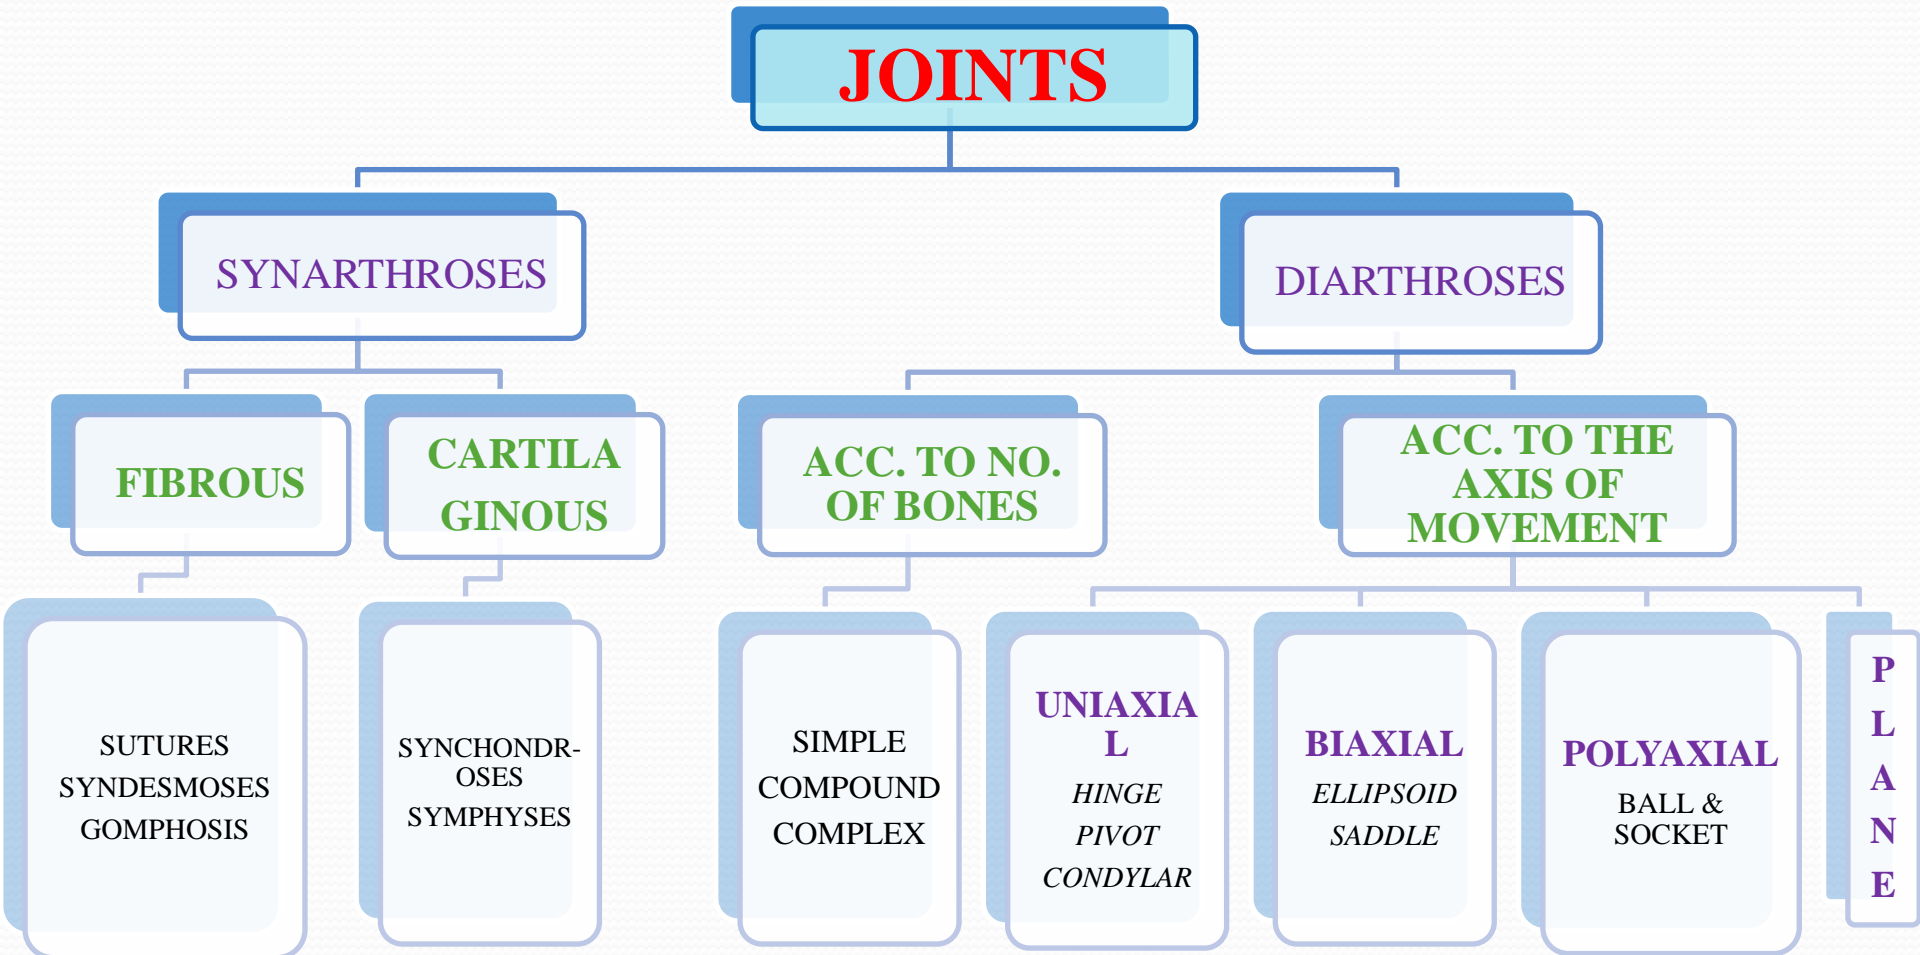 JOINTS
SYNARTHROSES
DIARTHROSES
FIBROUS
CARTILA
GINOUS
ACC. TO NO.
OF BONES
ACC. TO THE
AXIS OF
MOVEMENT
SUTURES
SYNDESMOSES
GOMPHOSIS
SYNCHONDR-
OSES
SYMPHYSES
SIMPLE
COMPOUND
COMPLEX
UNIAXIA
L
HINGE
PIVOT
CONDYLAR
BIAXIAL
ELLIPSOID
SADDLE
POLYAXIAL
BALL &
SOCKET
P
L
A
N
E